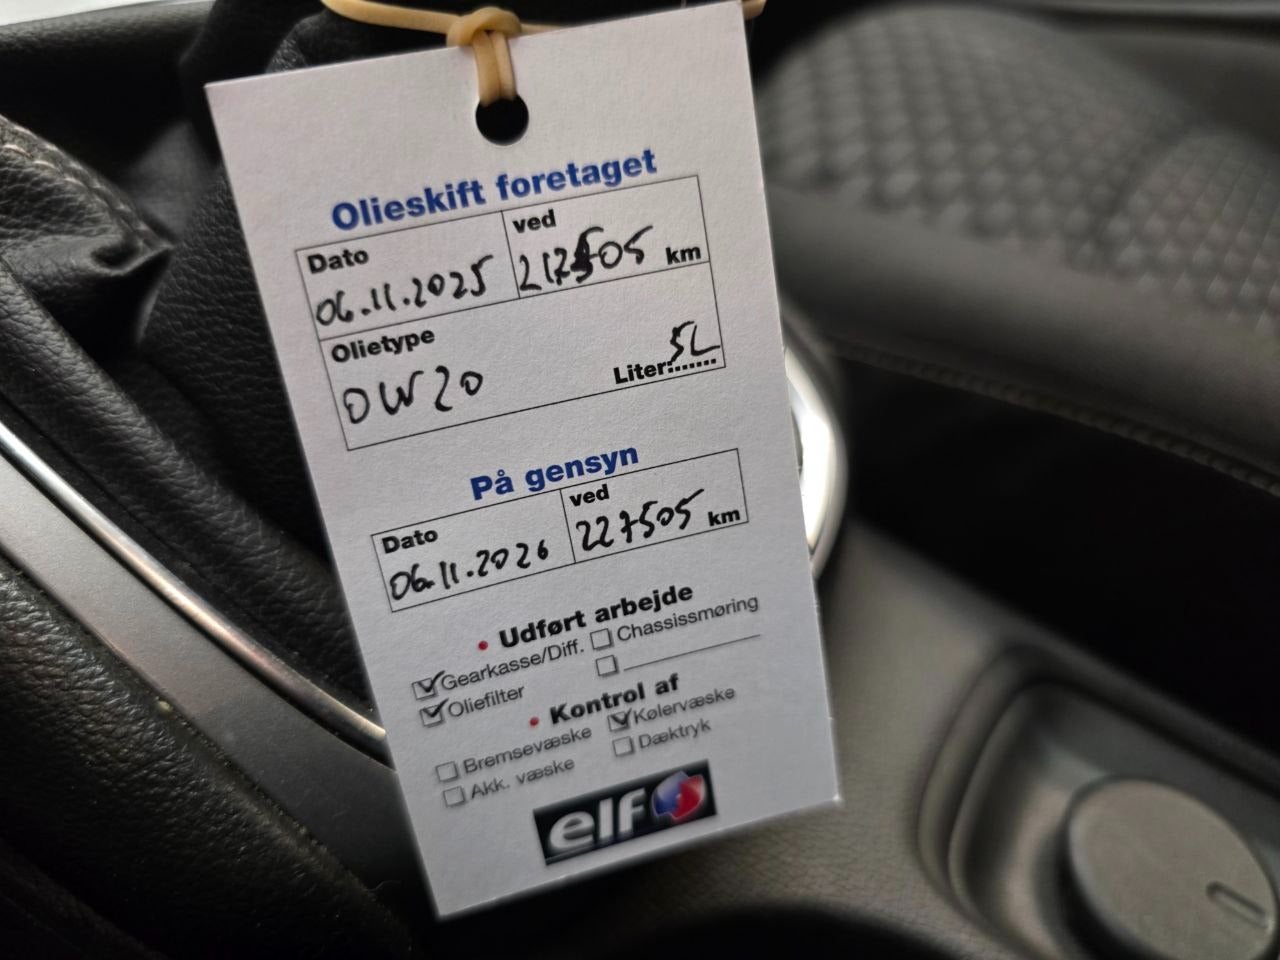 Olieskift foretaget
Dato 06.11.2025 ved 217505 km
Olietype 0W20 Liter:....... 5L
På gensyn
Dato 06.11.2026 ved 227505 km
• Udført arbejde
Gearkasse/Diff. Chassissmøring
Oliefilter
• Kontrol af
Bremsevæske Kølervæske
Akk. væske Dæktryk
elf